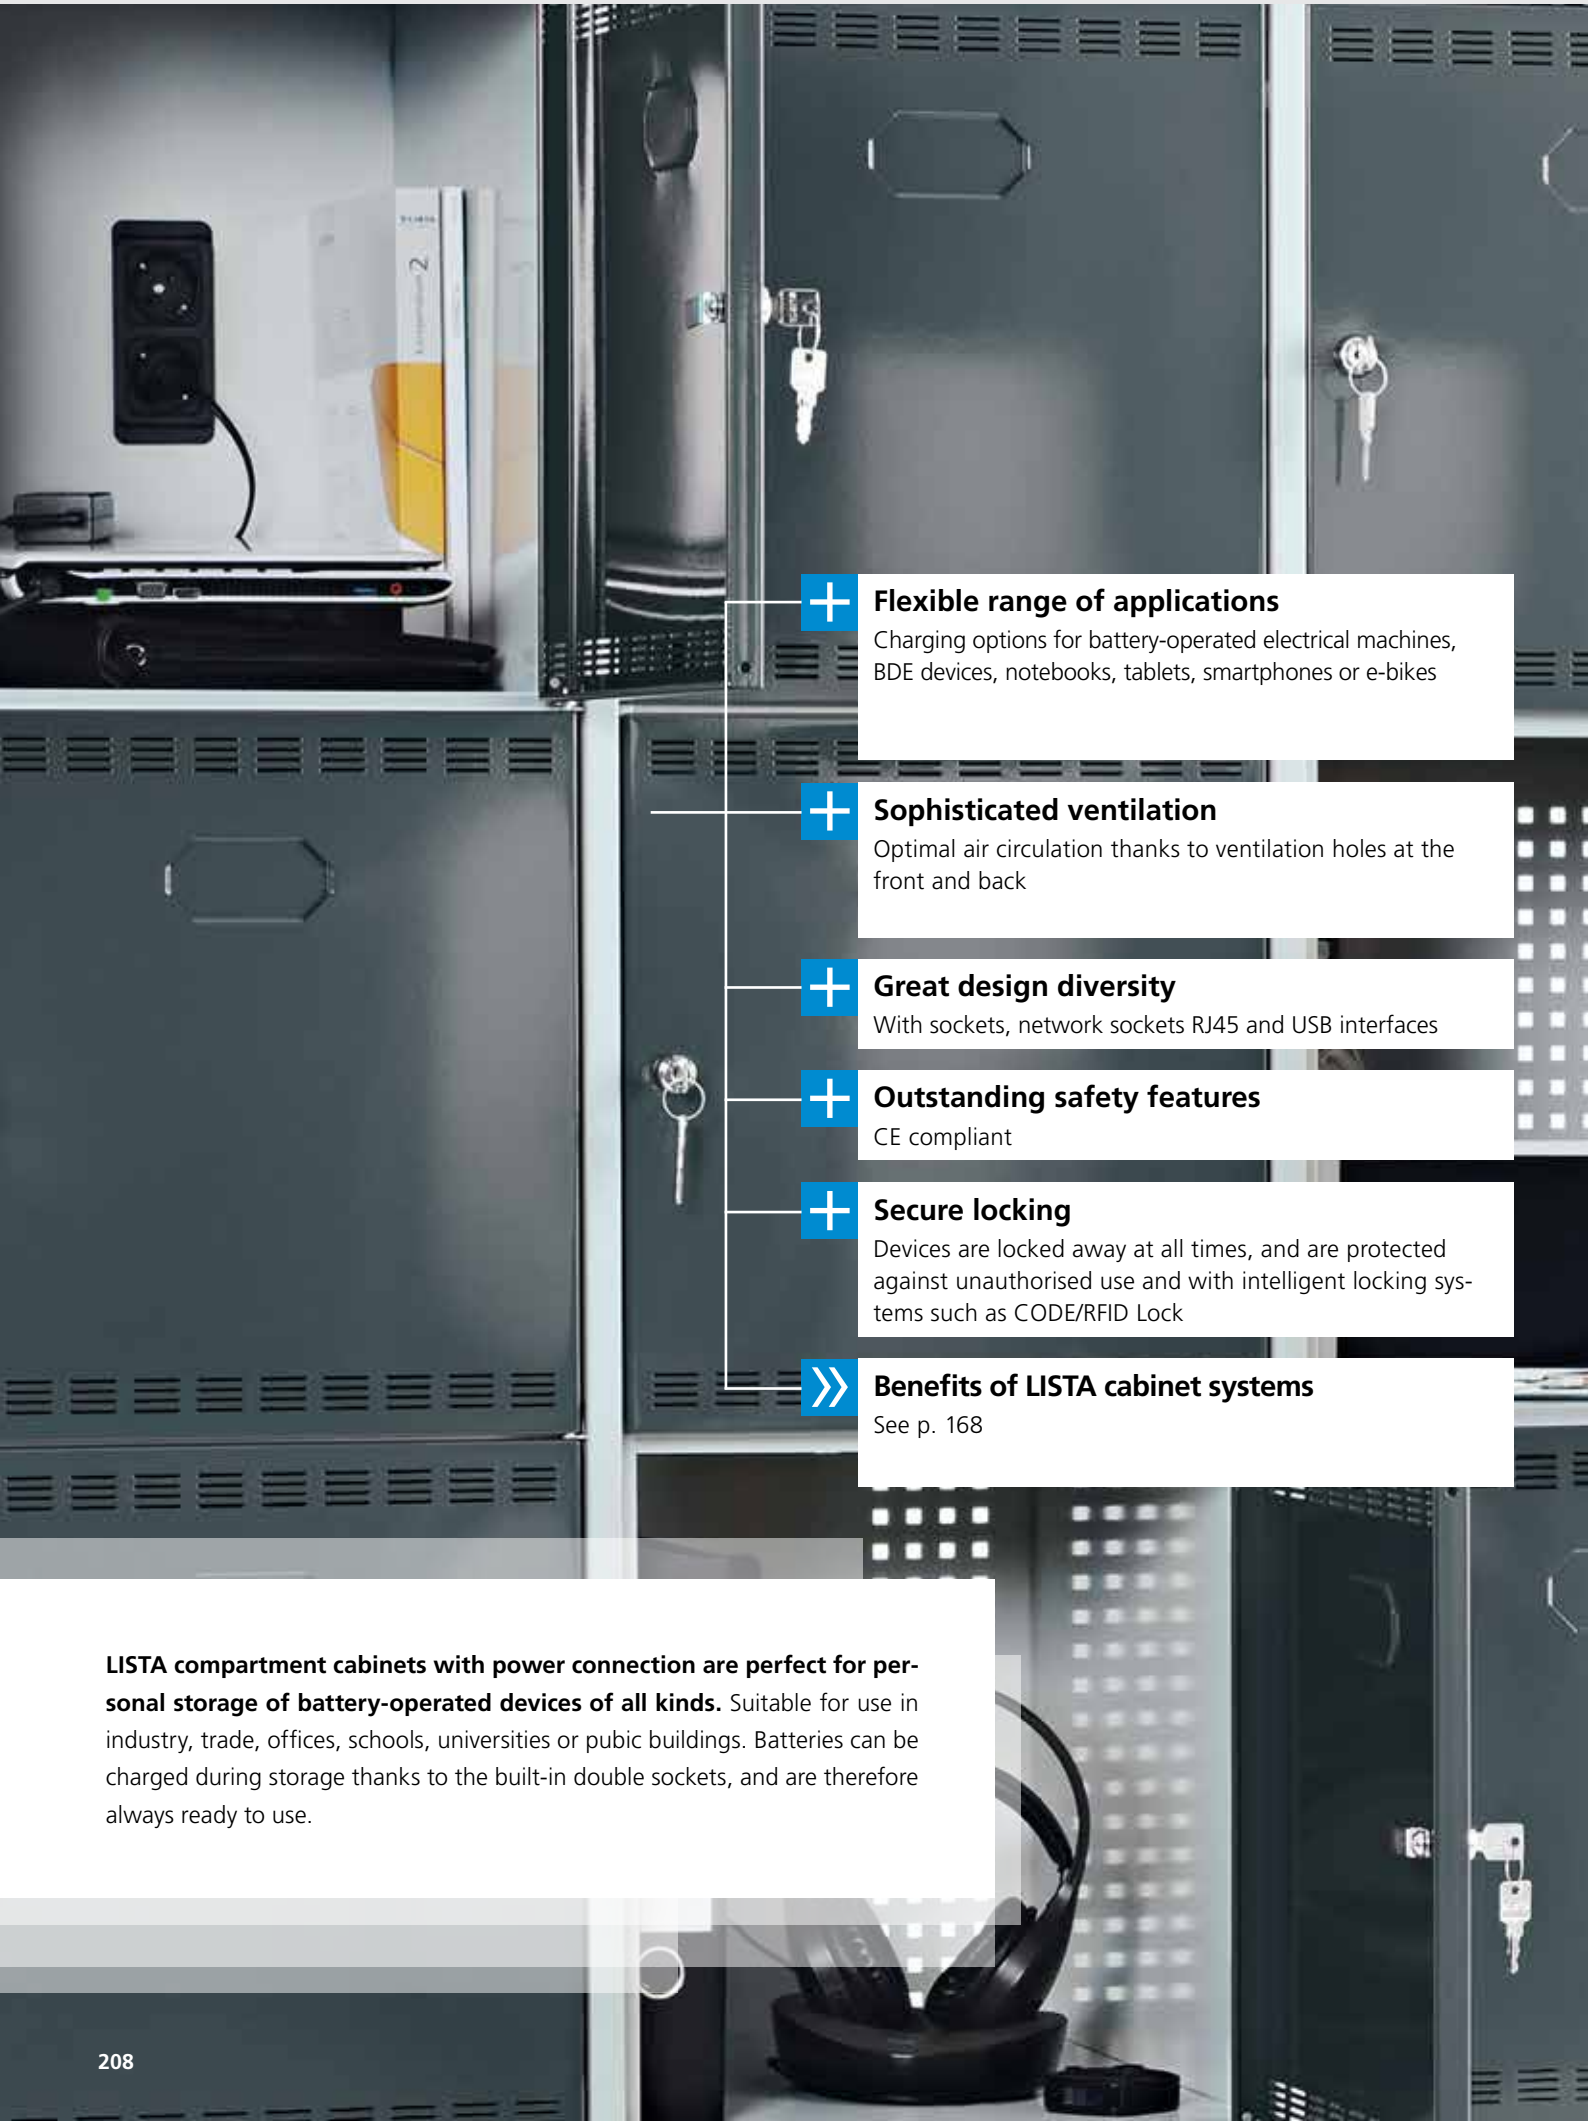 Flexible range of applications
Charging options for battery-operated electrical machines,
BDE devices, notebooks, tablets, smartphones or e-bikes
Sophisticated ventilation
Optimal air circulation thanks to ventilation holes at the
front and back
Great design diversity
With sockets, network sockets RJ45 and USB interfaces
Outstanding safety features
CE compliant
Secure locking
Devices are locked away at all times, and are protected
against unauthorised use and with intelligent locking sys-
tems such as CODE/RFID Lock
Benefits of LISTA cabinet systems
See p. 168
LISTA compartment cabinets with power connection are perfect for per-
sonal storage of battery-operated devices of all kinds. Suitable for use in
industry, trade, offices, schools, universities or pubic buildings. Batteries can be
charged during storage thanks to the built-in double sockets, and are therefore
always ready to use.
208